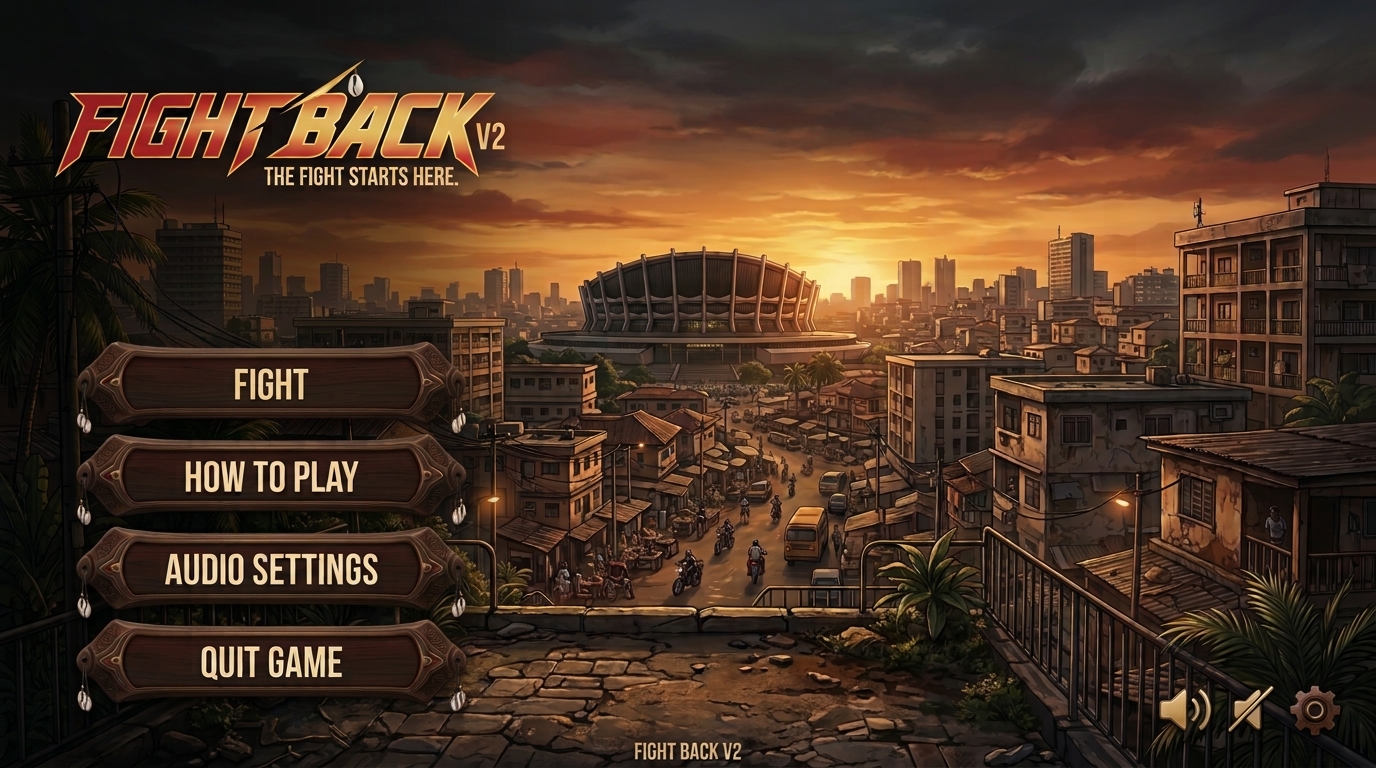 FIGHT BACK V2
THE FIGHT STARTS HERE.
FIGHT
HOW TO PLAY
AUDIO SETTINGS
QUIT GAME
FIGHT BACK V2